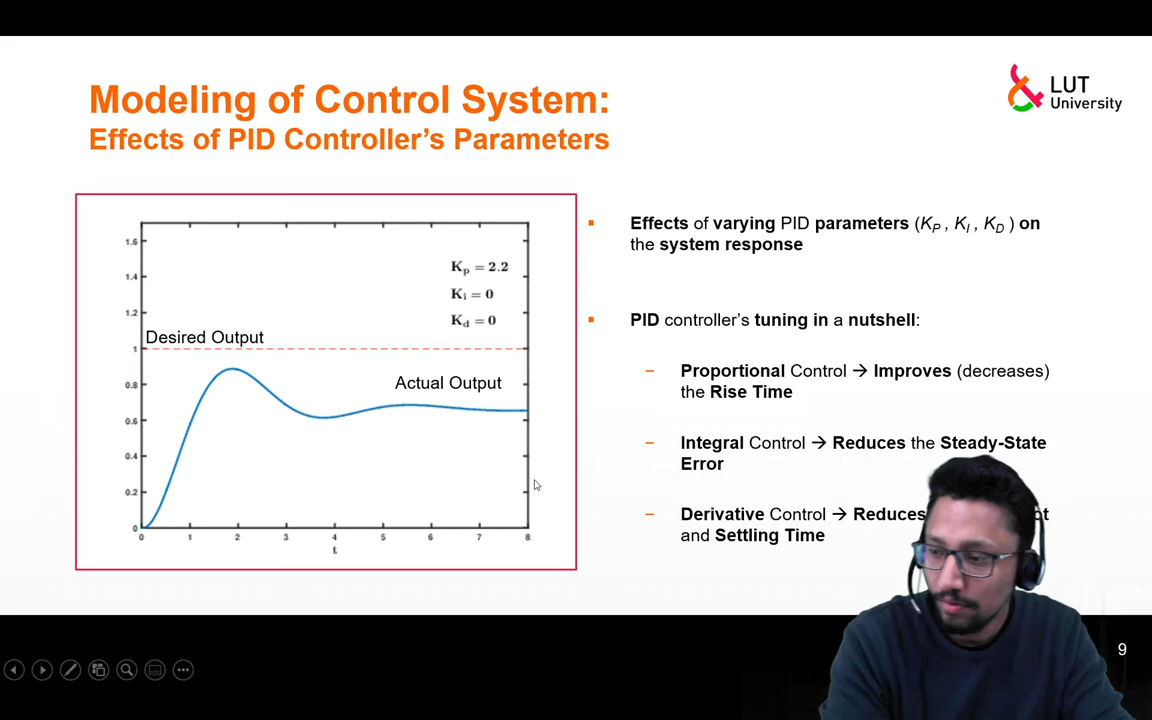 Modeling of Control System:
Effects of PID Controller's Parameters
LUT
University
1.6
1.4
1.2
1
0.8
0.6
0.4
0.2
0
Kp = 2.2
Ki = 0
Kd = 0
Desired Output
Actual Output
0 1 2 3 4 5 6 7 8
t
▪ Effects of varying PID parameters (KP , KI , KD ) on
the system response
▪ PID controller's tuning in a nutshell:
– Proportional Control → Improves (decreases)
the Rise Time
– Integral Control → Reduces the Steady-State
Error
– Derivative Control → Reduces
and Settling Time
9